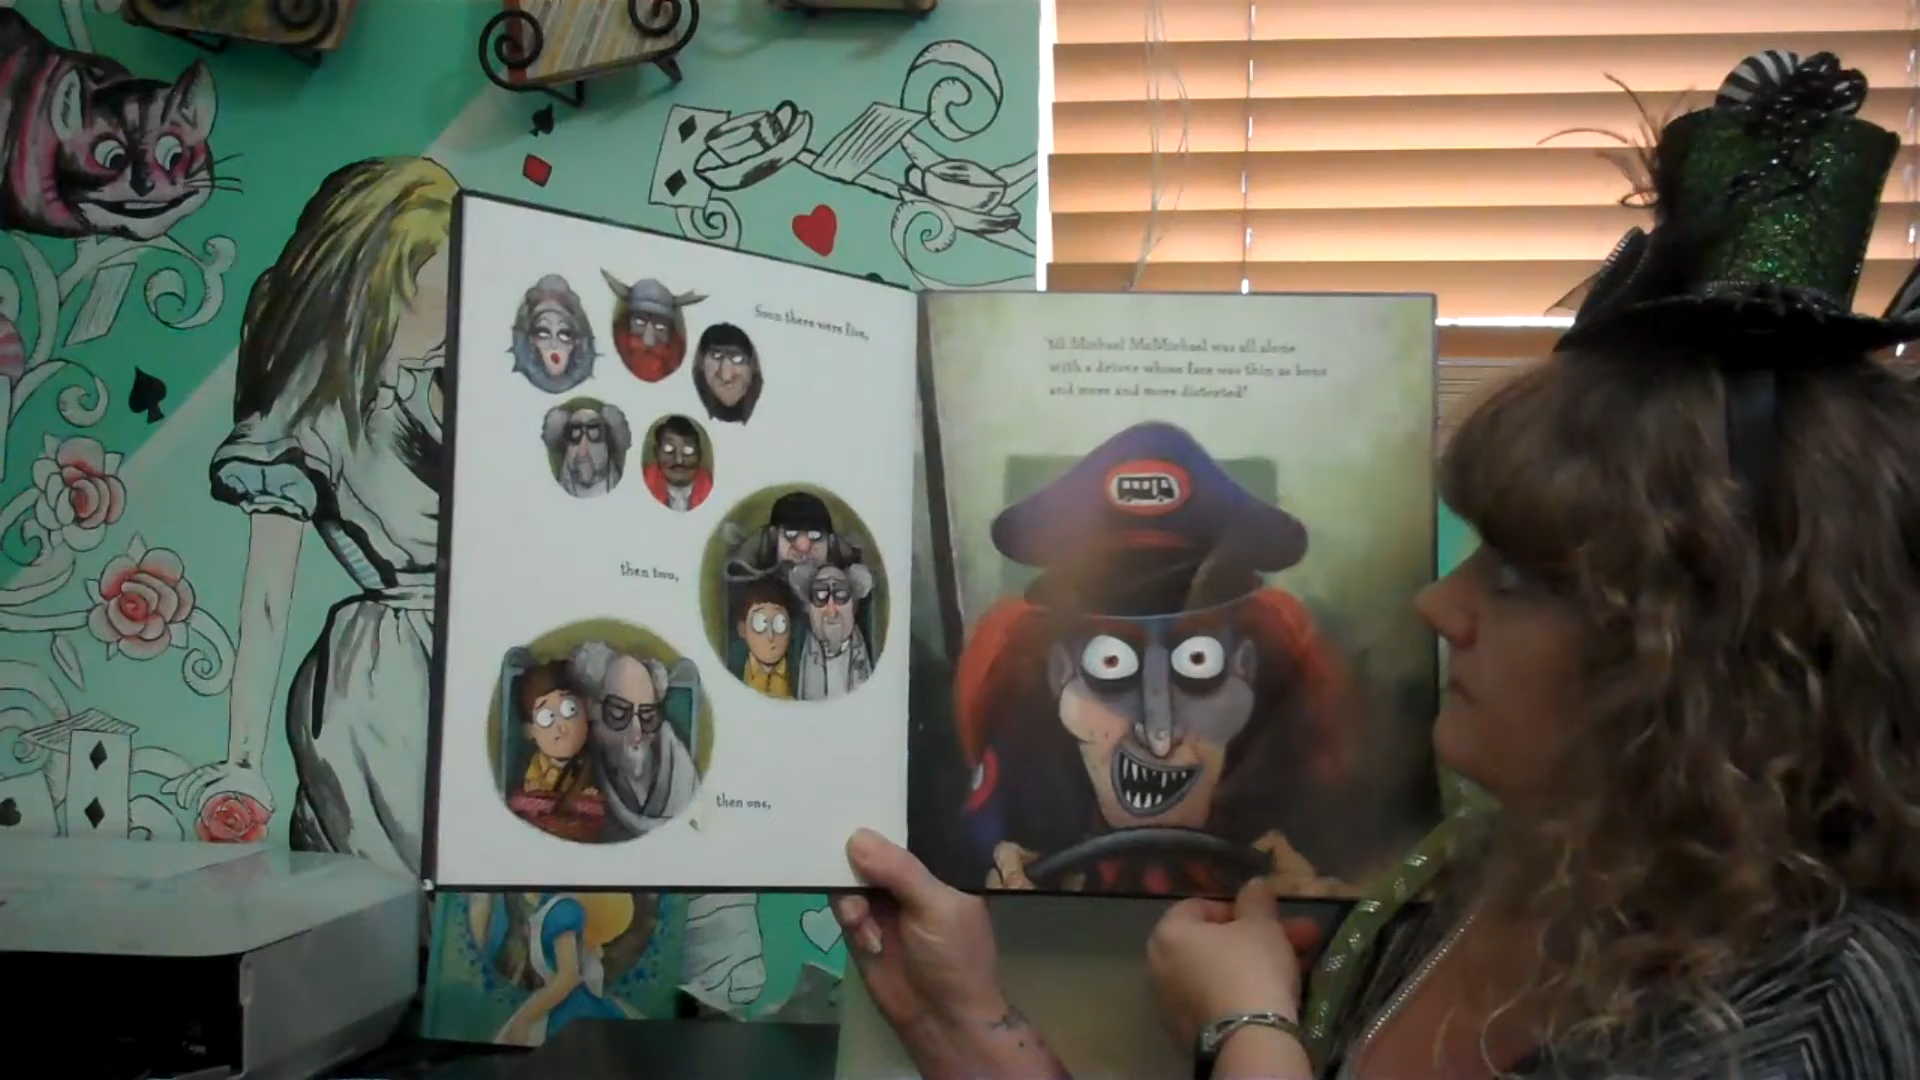 Soon there were five,
then two,
then one,
'til Michael McMichael was all alone
with a driver whose face was thin as bone
and more and more distorted!